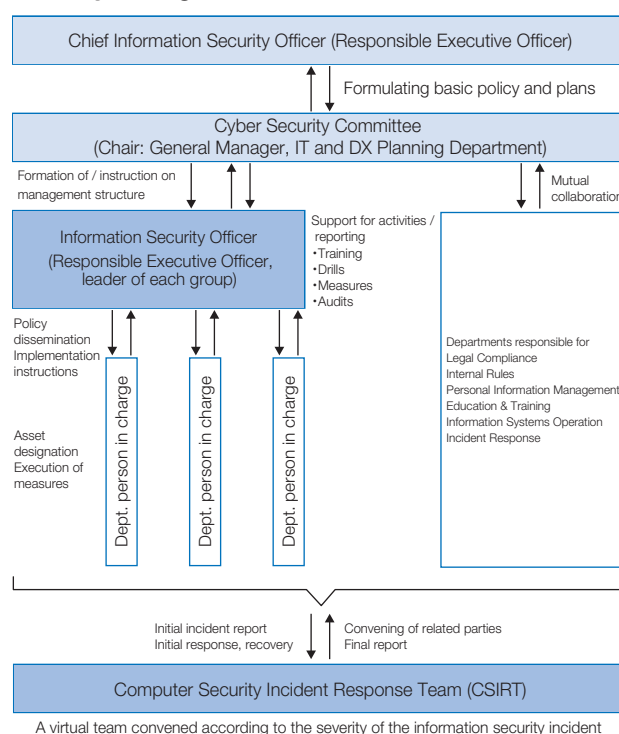 Chief Information Security Officer (Responsible Executive Officer)
Formulating basic policy and plans
Cyber Security Committee
(Chair: General Manager, IT and DX Planning Department)
Formation of / instruction on
management structure
Mutual
collaboration
Information Security Officer
(Responsible Executive Officer,
leader of each group)
Support for activities /
reporting
•Training
•Drills
•Measures
•Audits
Policy
dissemination
Implementation
instructions
Asset
designation
Execution of
measures
Dept. person in charge
Dept. person in charge
Dept. person in charge
Departments responsible for
Legal Compliance
Internal Rules
Personal Information Management
Education & Training
Information Systems Operation
Incident Response
Initial incident report
Initial response, recovery
Convening of related parties
Final report
Computer Security Incident Response Team (CSIRT)
A virtual team convened according to the severity of the information security incident